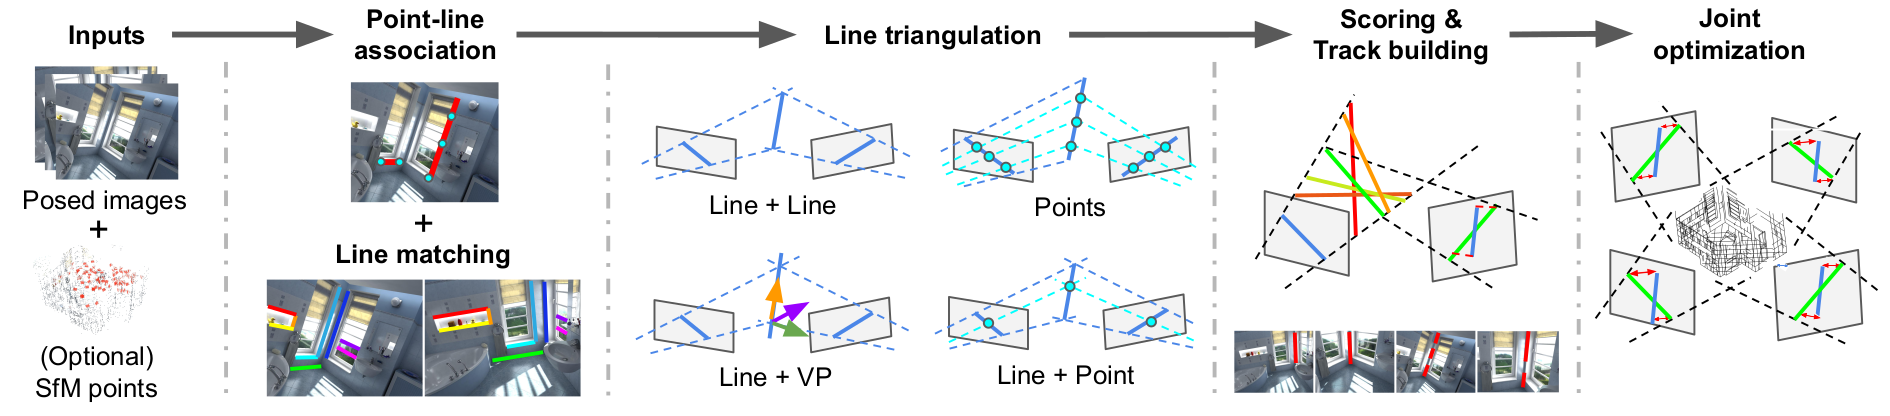 Inputs
Posed images
+
(Optional)
SfM points
Point-line
association
+
Line matching
Line triangulation
Line + Line
Points
Line + VP
Line + Point
Scoring &
Track building
Joint
optimization